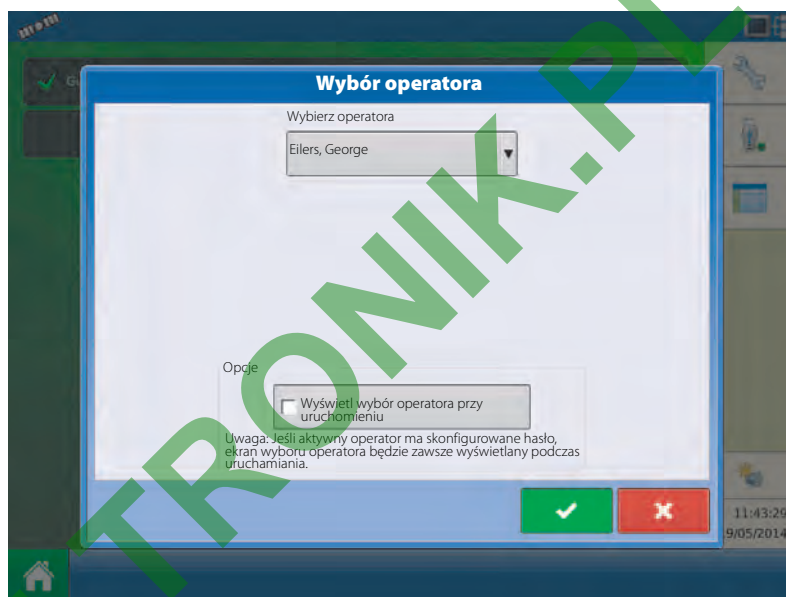 Wybór operatora
Wybierz operatora
Eilers, George
Opcje
Wyświetl wybór operatora przy
uruchomieniu
Uwaga: Jeśli aktywny operator ma skonfigurowane hasło,
ekran wyboru operatora będzie zawsze wyświetlany podczas
uruchamiania.
11:43:29
9/05/2014
TRONIK.PL